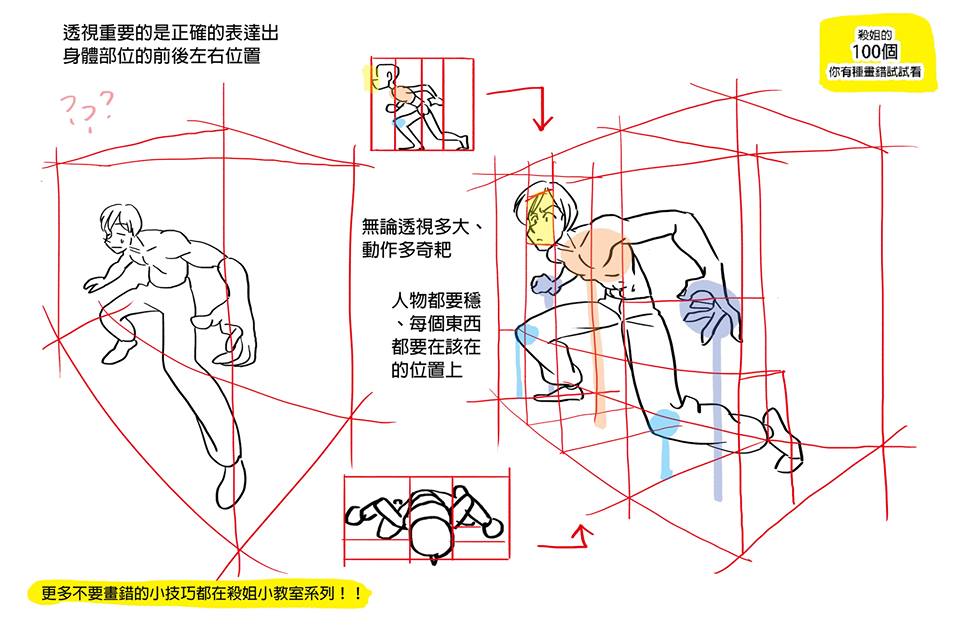 透視重要的是正確的表達出
身體部位的前後左右位置
殺姐的
100個
你有種畫錯試試看
???
無論透視多大、
動作多奇耙
人物都要穩
、每個東西
都要在該在
的位置上
更多不要畫錯的小技巧都在殺姐小教室系列！！